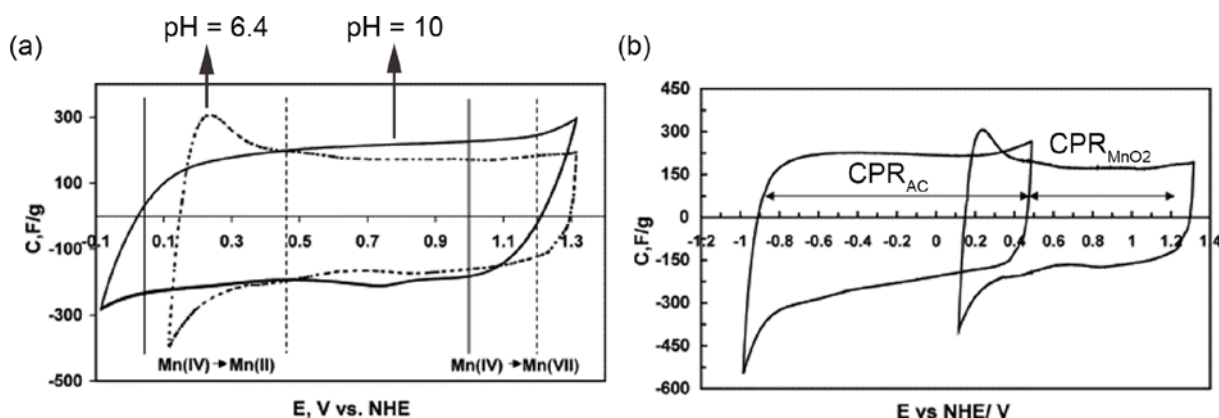 pH = 6.4
pH = 10
(a)
300
100
-0.1 0.1 0.3 0.5 0.7 0.9 1.1 1.3
-100
-300
-500
C,F/g
Mn(IV) → Mn(II)
Mn(IV) → Mn(VII)
E, V vs. NHE
(b)
450
300
150
0
-150
-300
-450
-600
C,F/g
-1.2 -1 -0.8 -0.6 -0.4 -0.2 0 0.2 0.4 0.6 0.8 1 1.2 1.4
CPR_AC
CPR_MnO2
E vs NHE/ V